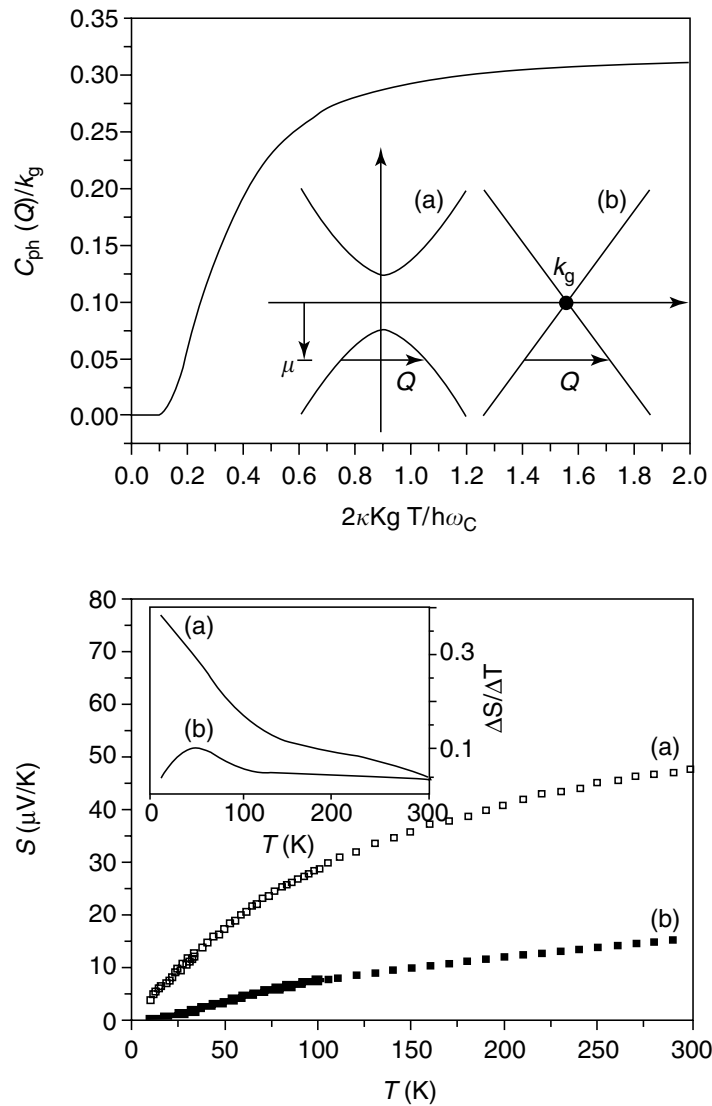 0.35
0.30
0.25
0.20
0.15
0.10
0.05
0.00
C_ph (Q)/k_g
(a)
(b)
k_g
μ
Q
Q
0.0 0.2 0.4 0.6 0.8 1.0 1.2 1.4 1.6 1.8 2.0
2κKg T/hω_C
80
70
60
50
40
30
20
10
0
S (μV/K)
(a)
(b)
0.3
0.1
ΔS/ΔT
0 100 200 300
T (K)
(a)
(b)
0 50 100 150 200 250 300
T (K)